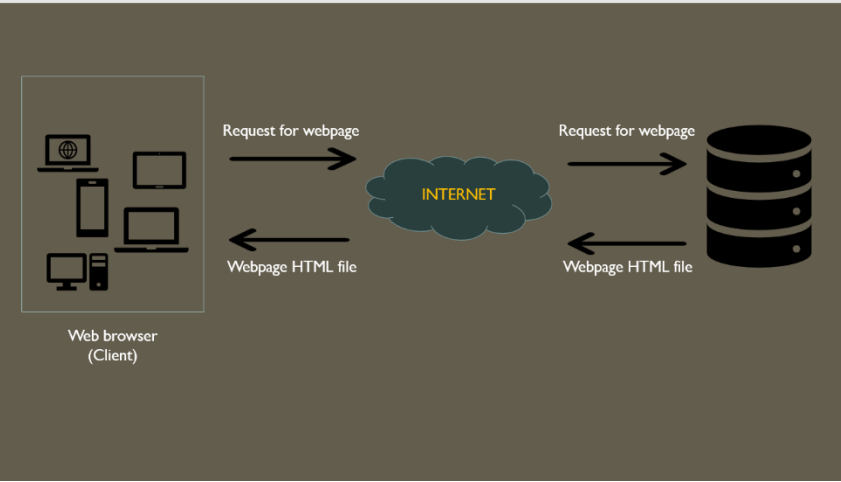 Request for webpage
Request for webpage
INTERNET
Webpage HTML file
Webpage HTML file
Web browser
(Client)